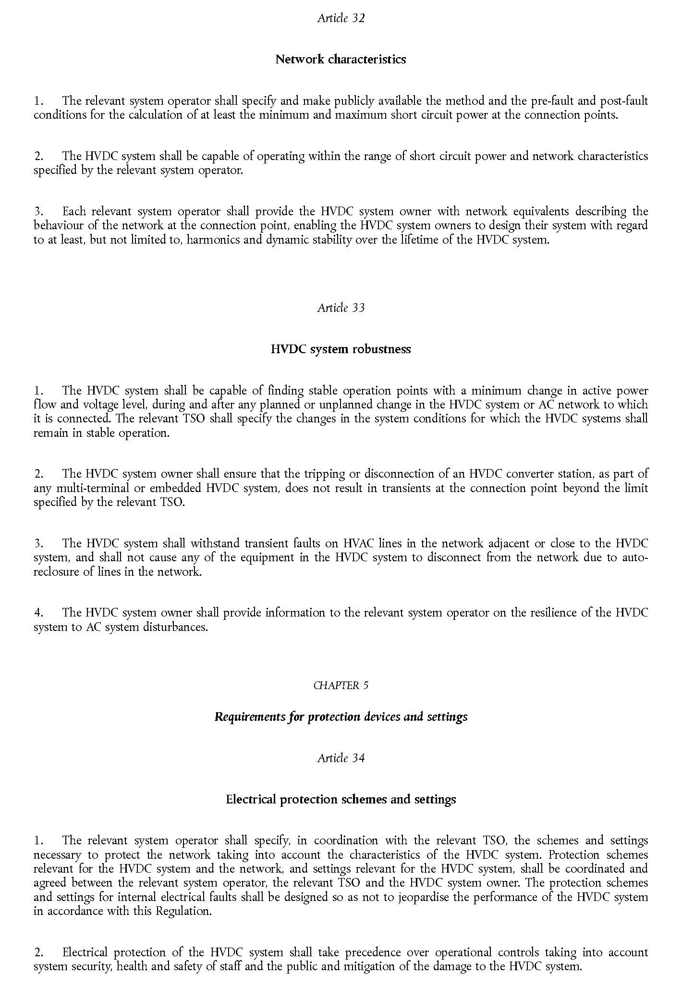 Article 32
Network characteristics
1. The relevant system operator shall specify and make publicly available the method and the pre-fault and post-fault
conditions for the calculation of at least the minimum and maximum short circuit power at the connection points.
2. The HVDC system shall be capable of operating within the range of short circuit power and network characteristics
specified by the relevant system operator.
3. Each relevant system operator shall provide the HVDC system owner with network equivalents describing the
behaviour of the network at the connection point, enabling the HVDC system owners to design their system with regard
to at least, but not limited to, harmonics and dynamic stability over the lifetime of the HVDC system.
Article 33
HVDC system robustness
1. The HVDC system shall be capable of finding stable operation points with a minimum change in active power
flow and voltage level, during and after any planned or unplanned change in the HVDC system or AC network to which
it is connected. The relevant TSO shall specify the changes in the system conditions for which the HVDC systems shall
remain in stable operation.
2. The HVDC system owner shall ensure that the tripping or disconnection of an HVDC converter station, as part of
any multi-terminal or embedded HVDC system, does not result in transients at the connection point beyond the limit
specified by the relevant TSO.
3. The HVDC system shall withstand transient faults on HVAC lines in the network adjacent or close to the HVDC
system, and shall not cause any of the equipment in the HVDC system to disconnect from the network due to auto-
reclosure of lines in the network.
4. The HVDC system owner shall provide information to the relevant system operator on the resilience of the HVDC
system to AC system disturbances.
CHAPTER 5
Requirements for protection devices and settings
Article 34
Electrical protection schemes and settings
1. The relevant system operator shall specify, in coordination with the relevant TSO, the schemes and settings
necessary to protect the network taking into account the characteristics of the HVDC system. Protection schemes
relevant for the HVDC system and the network, and settings relevant for the HVDC system, shall be coordinated and
agreed between the relevant system operator, the relevant TSO and the HVDC system owner. The protection schemes
and settings for internal electrical faults shall be designed so as not to jeopardise the performance of the HVDC system
in accordance with this Regulation.
2. Electrical protection of the HVDC system shall take precedence over operational controls taking into account
system security, health and safety of staff and the public and mitigation of the damage to the HVDC system.